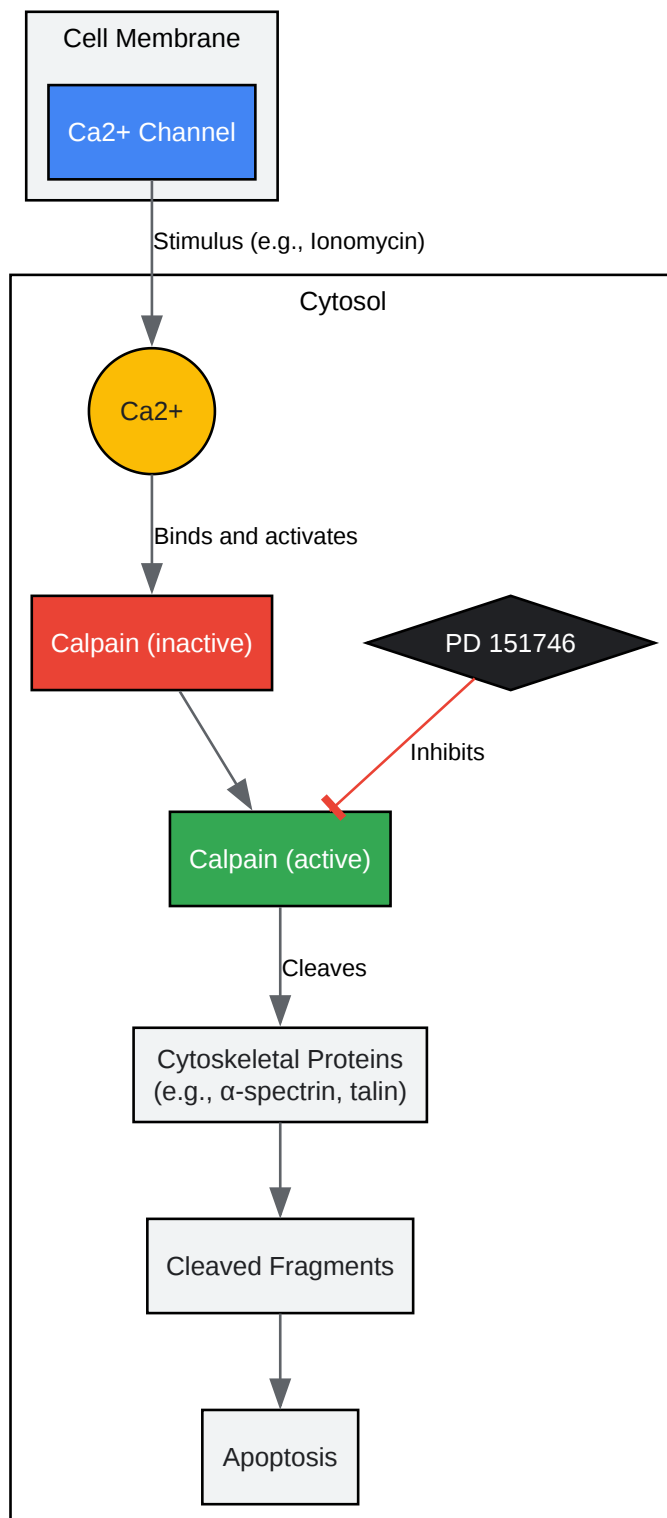 Cell Membrane
Ca2+ Channel
Stimulus (e.g., Ionomycin)
Cytosol
Ca2+
Binds and activates
Calpain (inactive)
PD 151746
Inhibits
Calpain (active)
Cleaves
Cytoskeletal Proteins
(e.g., α-spectrin, talin)
Cleaved Fragments
Apoptosis